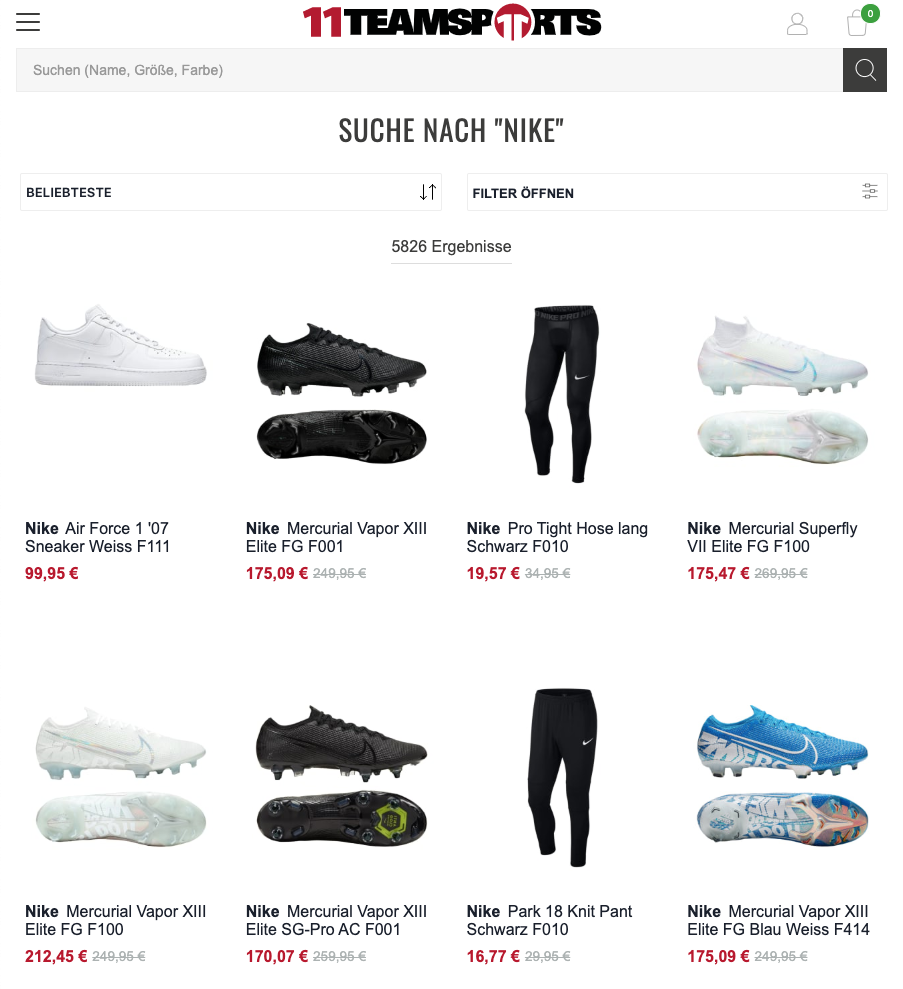 11TEAMSPORTS
0
Suchen (Name, Größe, Farbe)
SUCHE NACH "NIKE"
BELIEBTESTE
FILTER ÖFFNEN
5826 Ergebnisse
Nike Air Force 1 '07
Sneaker Weiss F111
99,95 €
Nike Mercurial Vapor XIII
Elite FG F001
175,09 € 249,95 €
Nike Pro Tight Hose lang
Schwarz F010
19,57 € 34,95 €
Nike Mercurial Superfly
VII Elite FG F100
175,47 € 269,95 €
Nike Mercurial Vapor XIII
Elite FG F100
212,45 € 249,95 €
Nike Mercurial Vapor XIII
Elite SG-Pro AC F001
170,07 € 259,95 €
Nike Park 18 Knit Pant
Schwarz F010
16,77 € 29,95 €
Nike Mercurial Vapor XIII
Elite FG Blau Weiss F414
175,09 € 249,95 €